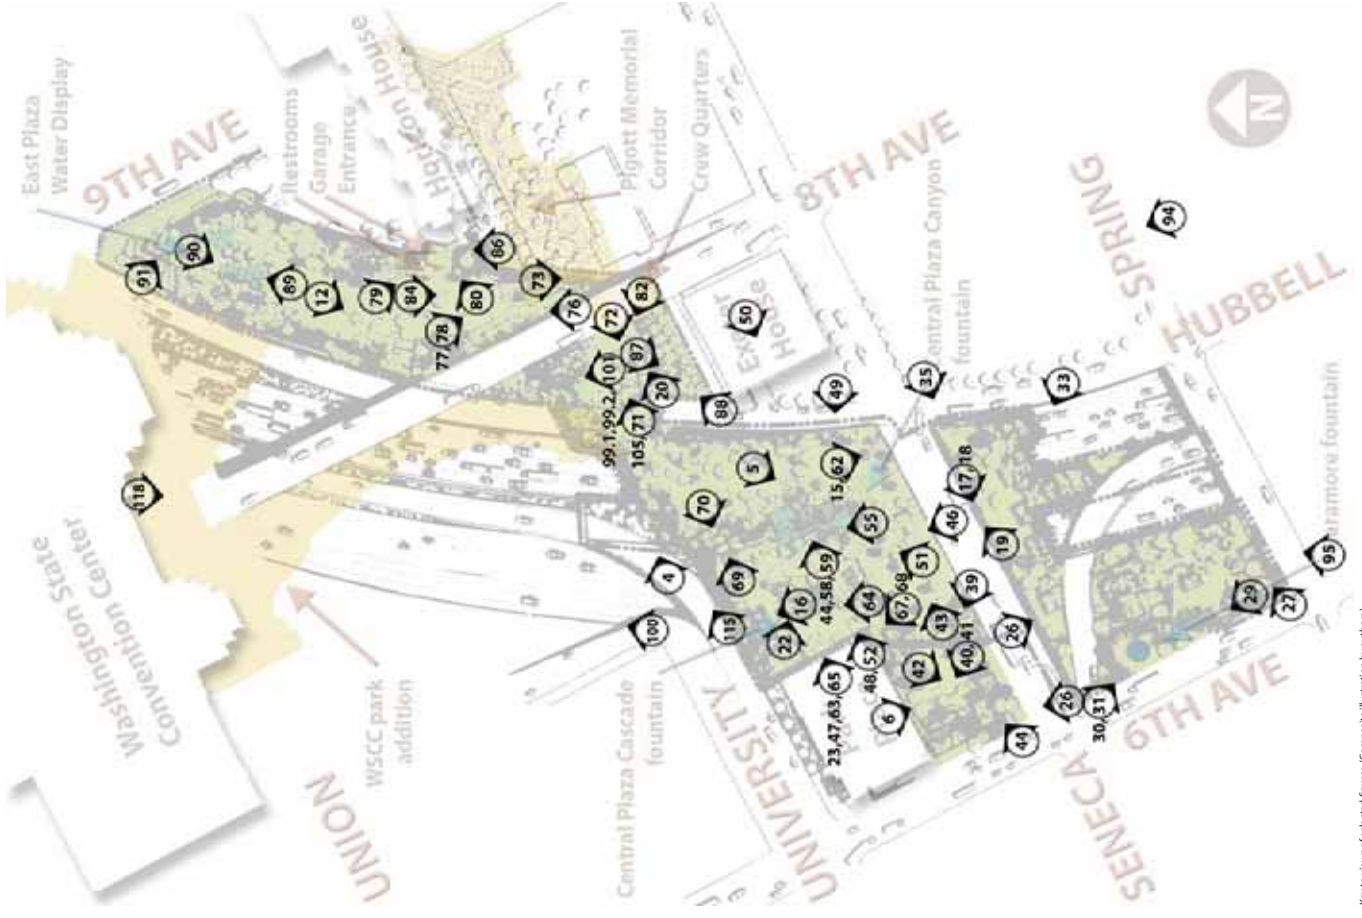 Washington State
Convention Center
118
UNION
WSCC park
addition
East Plaza
Water Display
9TH AVE
Restrooms
Garage
Entrance
Horizon House
Pigott Memorial
Corridor
Crew Quarters
91
90
89
12
79
84
77, 78
80
86
73
76
72
82
99.1, 99.2, 101
87
105, 71
20
88
Exeter
House
50
8TH AVE
49
35
Central Plaza Canyon
fountain
SPRING
94
HUBBELL
N
33
Central Plaza Cascade
fountain
UNIVERSITY
100
4
115
69
70
5
15, 62
55
22
16
44, 58, 59
64
51
67, 68
23, 47, 63, 65
48, 52
6
42
43
40, 41
39
46
17, 18
19
26
26
44
30, 31
SENECA
6TH AVE
29
27
95
fountain